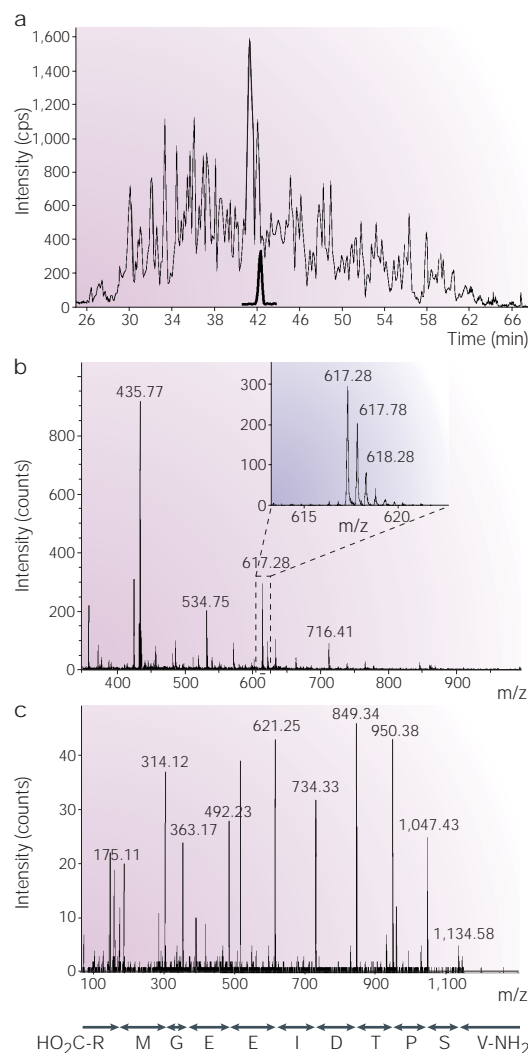 a
1,600
1,400
1,200
1,000
800
600
400
200
0
Intensity (cps)
26 30 34 38 42 46 50 54 58 62 66
Time (min)
b
435.77
800
600
400
200
0
Intensity (counts)
534.75
617.28
716.41
400 500 600 700 800 900
m/z
300
200
100
0
617.28
617.78
618.28
615 620
m/z
c
40
30
20
10
0
Intensity (counts)
175.11
314.12
363.17
492.23
621.25
734.33
849.34
950.38
1,047.43
1,134.58
100 300 500 700 900 1,100
m/z
HO2C-R M G E E I D T P S V-NH2